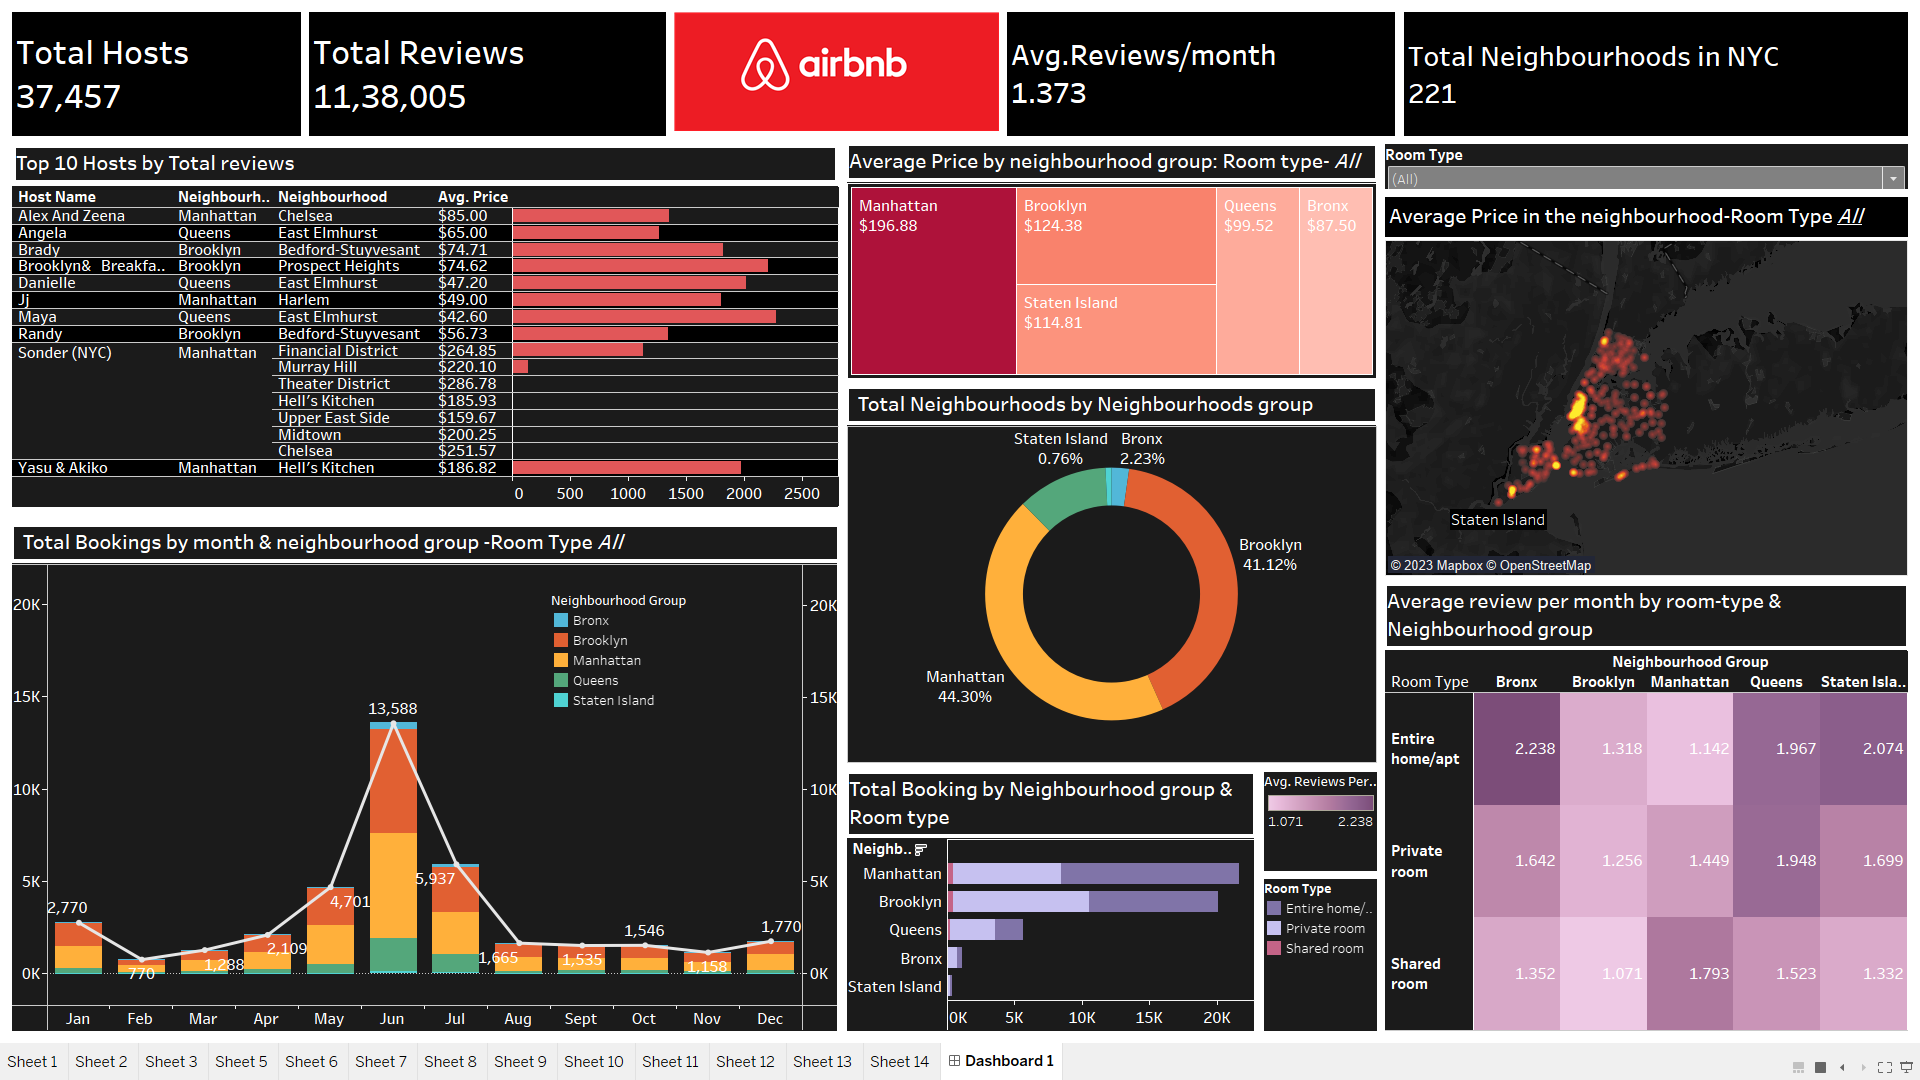 Total Hosts
37,457
Total Reviews
11,38,005
airbnb
Avg.Reviews/month
1.373
Total Neighbourhoods in NYC
221
Top 10 Hosts by Total reviews
Host Name Neighbourh.. Neighbourhood Avg. Price
Alex And Zeena Manhattan Chelsea $85.00
Angela Queens East Elmhurst $65.00
Brady Brooklyn Bedford-Stuyvesant $74.71
Brooklyn& Breakfa.. Brooklyn Prospect Heights $74.62
Danielle Queens East Elmhurst $47.20
Jj Manhattan Harlem $49.00
Maya Queens East Elmhurst $42.60
Randy Brooklyn Bedford-Stuyvesant $56.73
Sonder (NYC) Manhattan Financial District $264.85
Murray Hill $220.10
Theater District $286.78
Hell's Kitchen $185.93
Upper East Side $159.67
Midtown $200.25
Chelsea $251.57
Yasu & Akiko Manhattan Hell's Kitchen $186.82
0 500 1000 1500 2000 2500
Average Price by neighbourhood group: Room type- All
Manhattan
$196.88
Brooklyn
$124.38
Staten Island
$114.81
Queens
$99.52
Bronx
$87.50
Room Type
(All)
Average Price in the neighbourhood-Room Type All
Staten Island
© 2023 Mapbox © OpenStreetMap
Total Neighbourhoods by Neighbourhoods group
Staten Island
0.76%
Bronx
2.23%
Brooklyn
41.12%
Manhattan
44.30%
Total Bookings by month & neighbourhood group -Room Type All
20K
15K
10K
5K
0K
Neighbourhood Group
Bronx
Brooklyn
Manhattan
Queens
Staten Island
2,770
770
1,288
2,109
4,701
13,588
5,937
1,665
1,535
1,546
1,158
1,770
20K
15K
10K
5K
0K
Jan Feb Mar Apr May Jun Jul Aug Sept Oct Nov Dec
Total Booking by Neighbourhood group &
Room type
Neighb..
Manhattan
Brooklyn
Queens
Bronx
Staten Island
0K 5K 10K 15K 20K
Avg. Reviews Per..
1.071 2.238
Room Type
Entire home/..
Private room
Shared room
Average review per month by room-type &
Neighbourhood group
Neighbourhood Group
Room Type Bronx Brooklyn Manhattan Queens Staten Isla..
Entire
home/apt
2.238 1.318 1.142 1.967 2.074
Private
room
1.642 1.256 1.449 1.948 1.699
Shared
room
1.352 1.071 1.793 1.523 1.332
Sheet 1 Sheet 2 Sheet 3 Sheet 5 Sheet 6 Sheet 7 Sheet 8 Sheet 9 Sheet 10 Sheet 11 Sheet 12 Sheet 13 Sheet 14 Dashboard 1